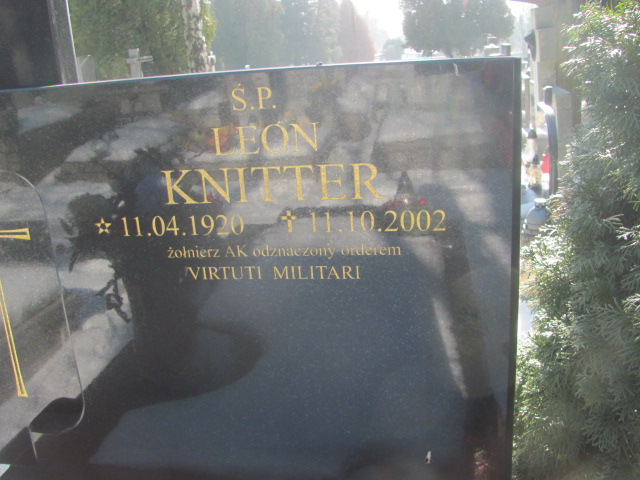 Ś.P.
LEON
KNITTER
☆ 11.04.1920 ✝ 11.10.2002
żołnierz AK odznaczony orderem
VIRTUTI MILITARI